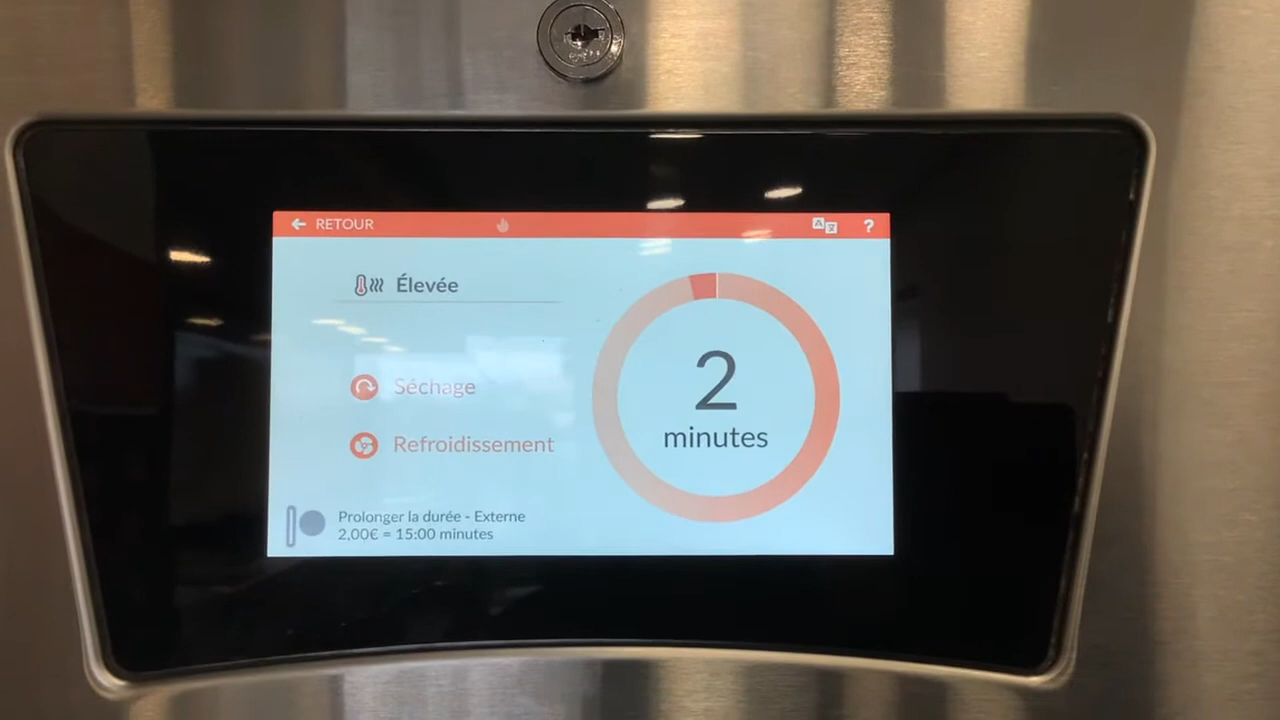 RETOUR
?
Élevée
Séchage
Refroidissement
2
minutes
Prolonger la durée - Externe
2,00€ = 15:00 minutes